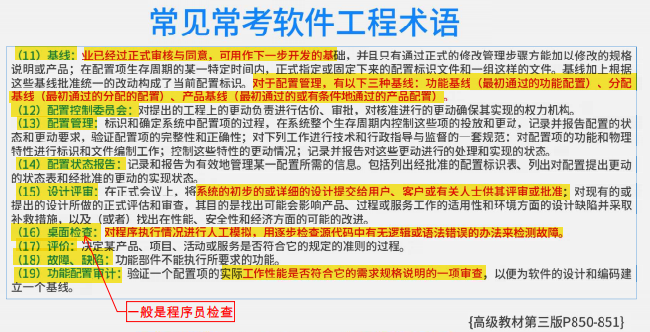 常见常考软件工程术语
（11）基线：业已经过正式审核与同意，可用作下一步开发的基础，并且只有通过正式的修改管理步骤方能加以修改的规格
说明或产品；在配置项生存周期的某一特定时间内，正式指定或固定下来的配置标识文件和一组这样的文件。基线加上根据
这些基线批准统一的改动构成了当前配置标识。对于配置管理，有以下三种基线：功能基线（最初通过的功能配置）、分配
基线（最初通过的分配的配置）、产品基线（最初通过的或有条件地通过的产品配置）。
（12）配置控制委员会：对提出的工程上的更动负责进行估价、审批，对核准进行的更动确保其实现的权力机构。
（13）配置管理；标识和确定系统中配置项的过程，在系统整个生存周期内控制这些项的投放和更动，记录并报告配置的状
态和更动要求，验证配置项的完整性和正确性；对下列工作进行技术和行政指导与监督的一套规范：对配置项的功能和物理
特性进行标识和文件编制工作；控制这些特性的更动情况；记录并报告对这些更动进行的处理和实现的状态。
（14）配置状态报告：记录和报告为有效地管理某一配置所需的信息。包括列出经批准的配置标识表、列出对配置提出更动
的状态表和经批准的更动的实现状态。
（15）设计评审：在正式会议上，将系统的初步的或详细的设计提交给用户、客户或有关人士供其评审或批准；对现有的或
提出的设计所做的正式评估和审查，其目的是找出可能会影响产品、过程或服务工作的适用性和环境方面的设计缺陷并采取
补救措施，以及（或者）找出在性能、安全性和经济方面的可能的改进。
（16）桌面检查：对程序执行情况进行人工模拟，用逐步检查源代码中有无逻辑或语法错误的办法来检测故障。
（17）评价：决定某产品、项目、活动或服务是否符合它的规定的准则的过程。
（18）故障、缺陷：功能部件不能执行所要求的功能。
（19）功能配置审计：验证一个配置项的实际工作性能是否符合它的需求规格说明的一项审查，以便为软件的设计和编码建
立一个基线。
一般是程序员检查
{高级教材第三版P850-851}